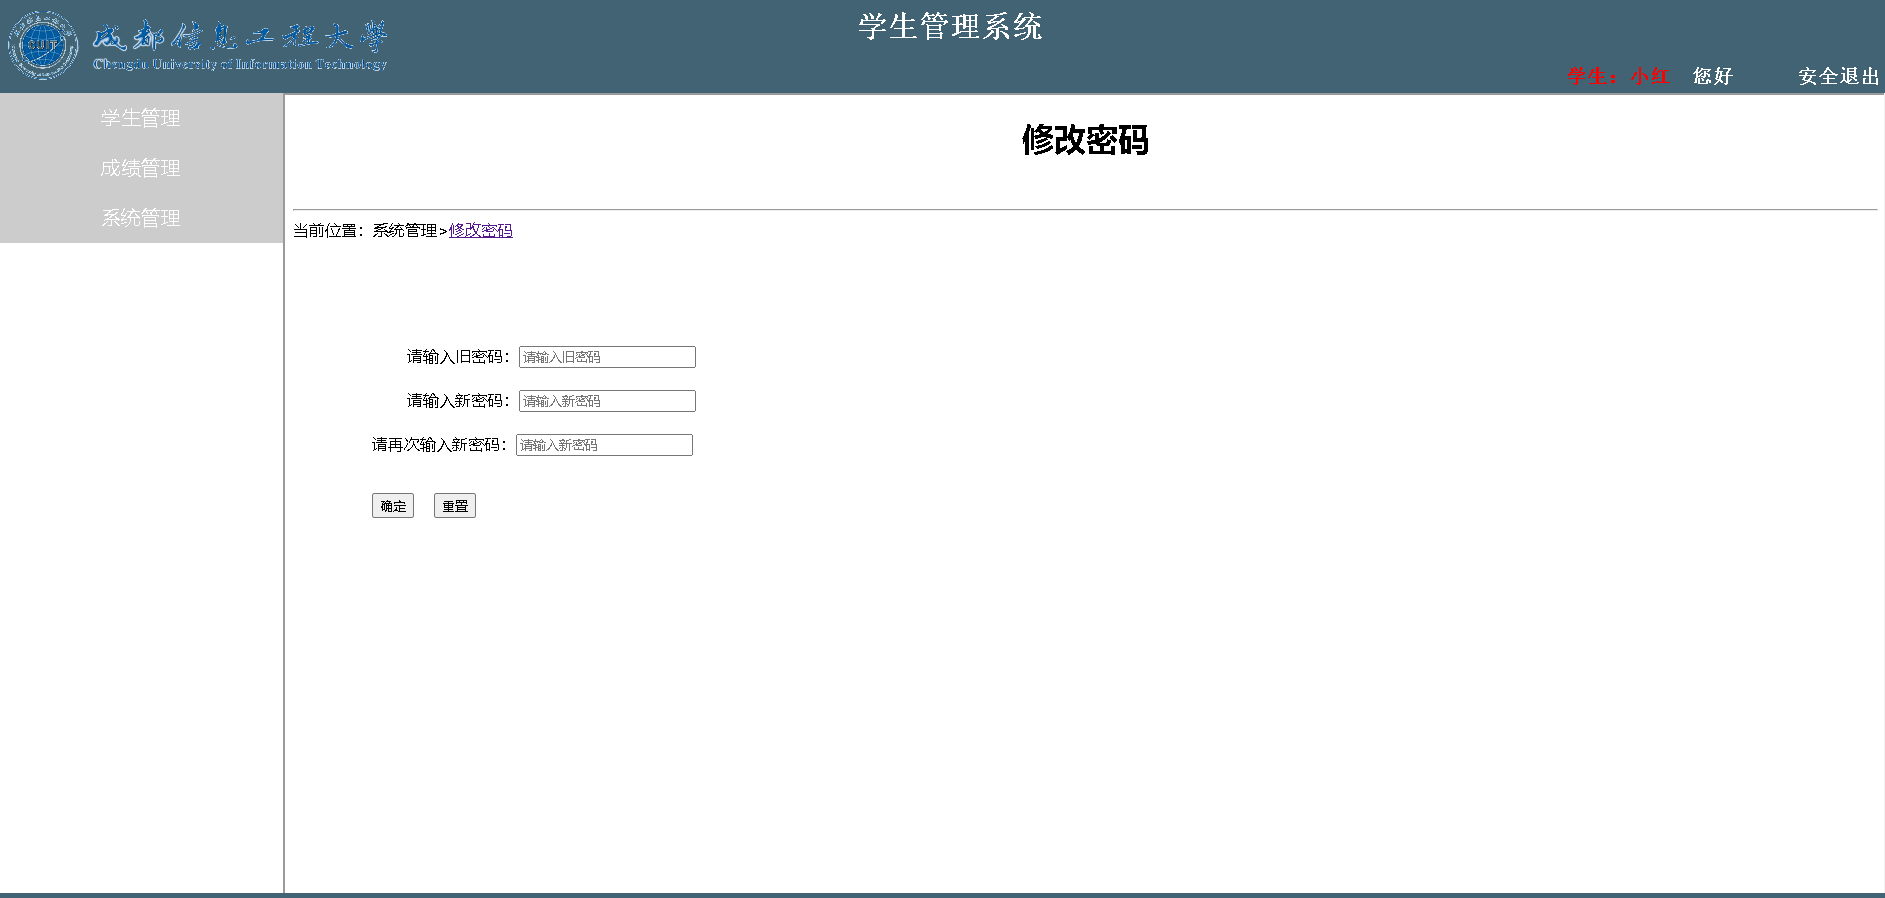 学生管理系统
CUIT
成都信息工程大學
Chengdu University of Information Technology
学生：小红 您好 安全退出
学生管理
成绩管理
系统管理
修改密码
当前位置：系统管理>修改密码
请输入旧密码： 请输入旧密码
请输入新密码： 请输入新密码
请再次输入新密码： 请输入新密码
确定 重置